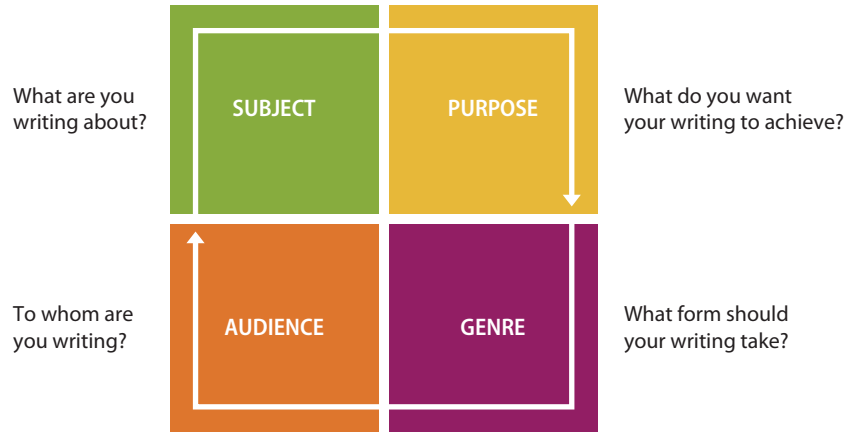 What are you
writing about?
SUBJECT
PURPOSE
What do you want
your writing to achieve?
To whom are
you writing?
AUDIENCE
GENRE
What form should
your writing take?